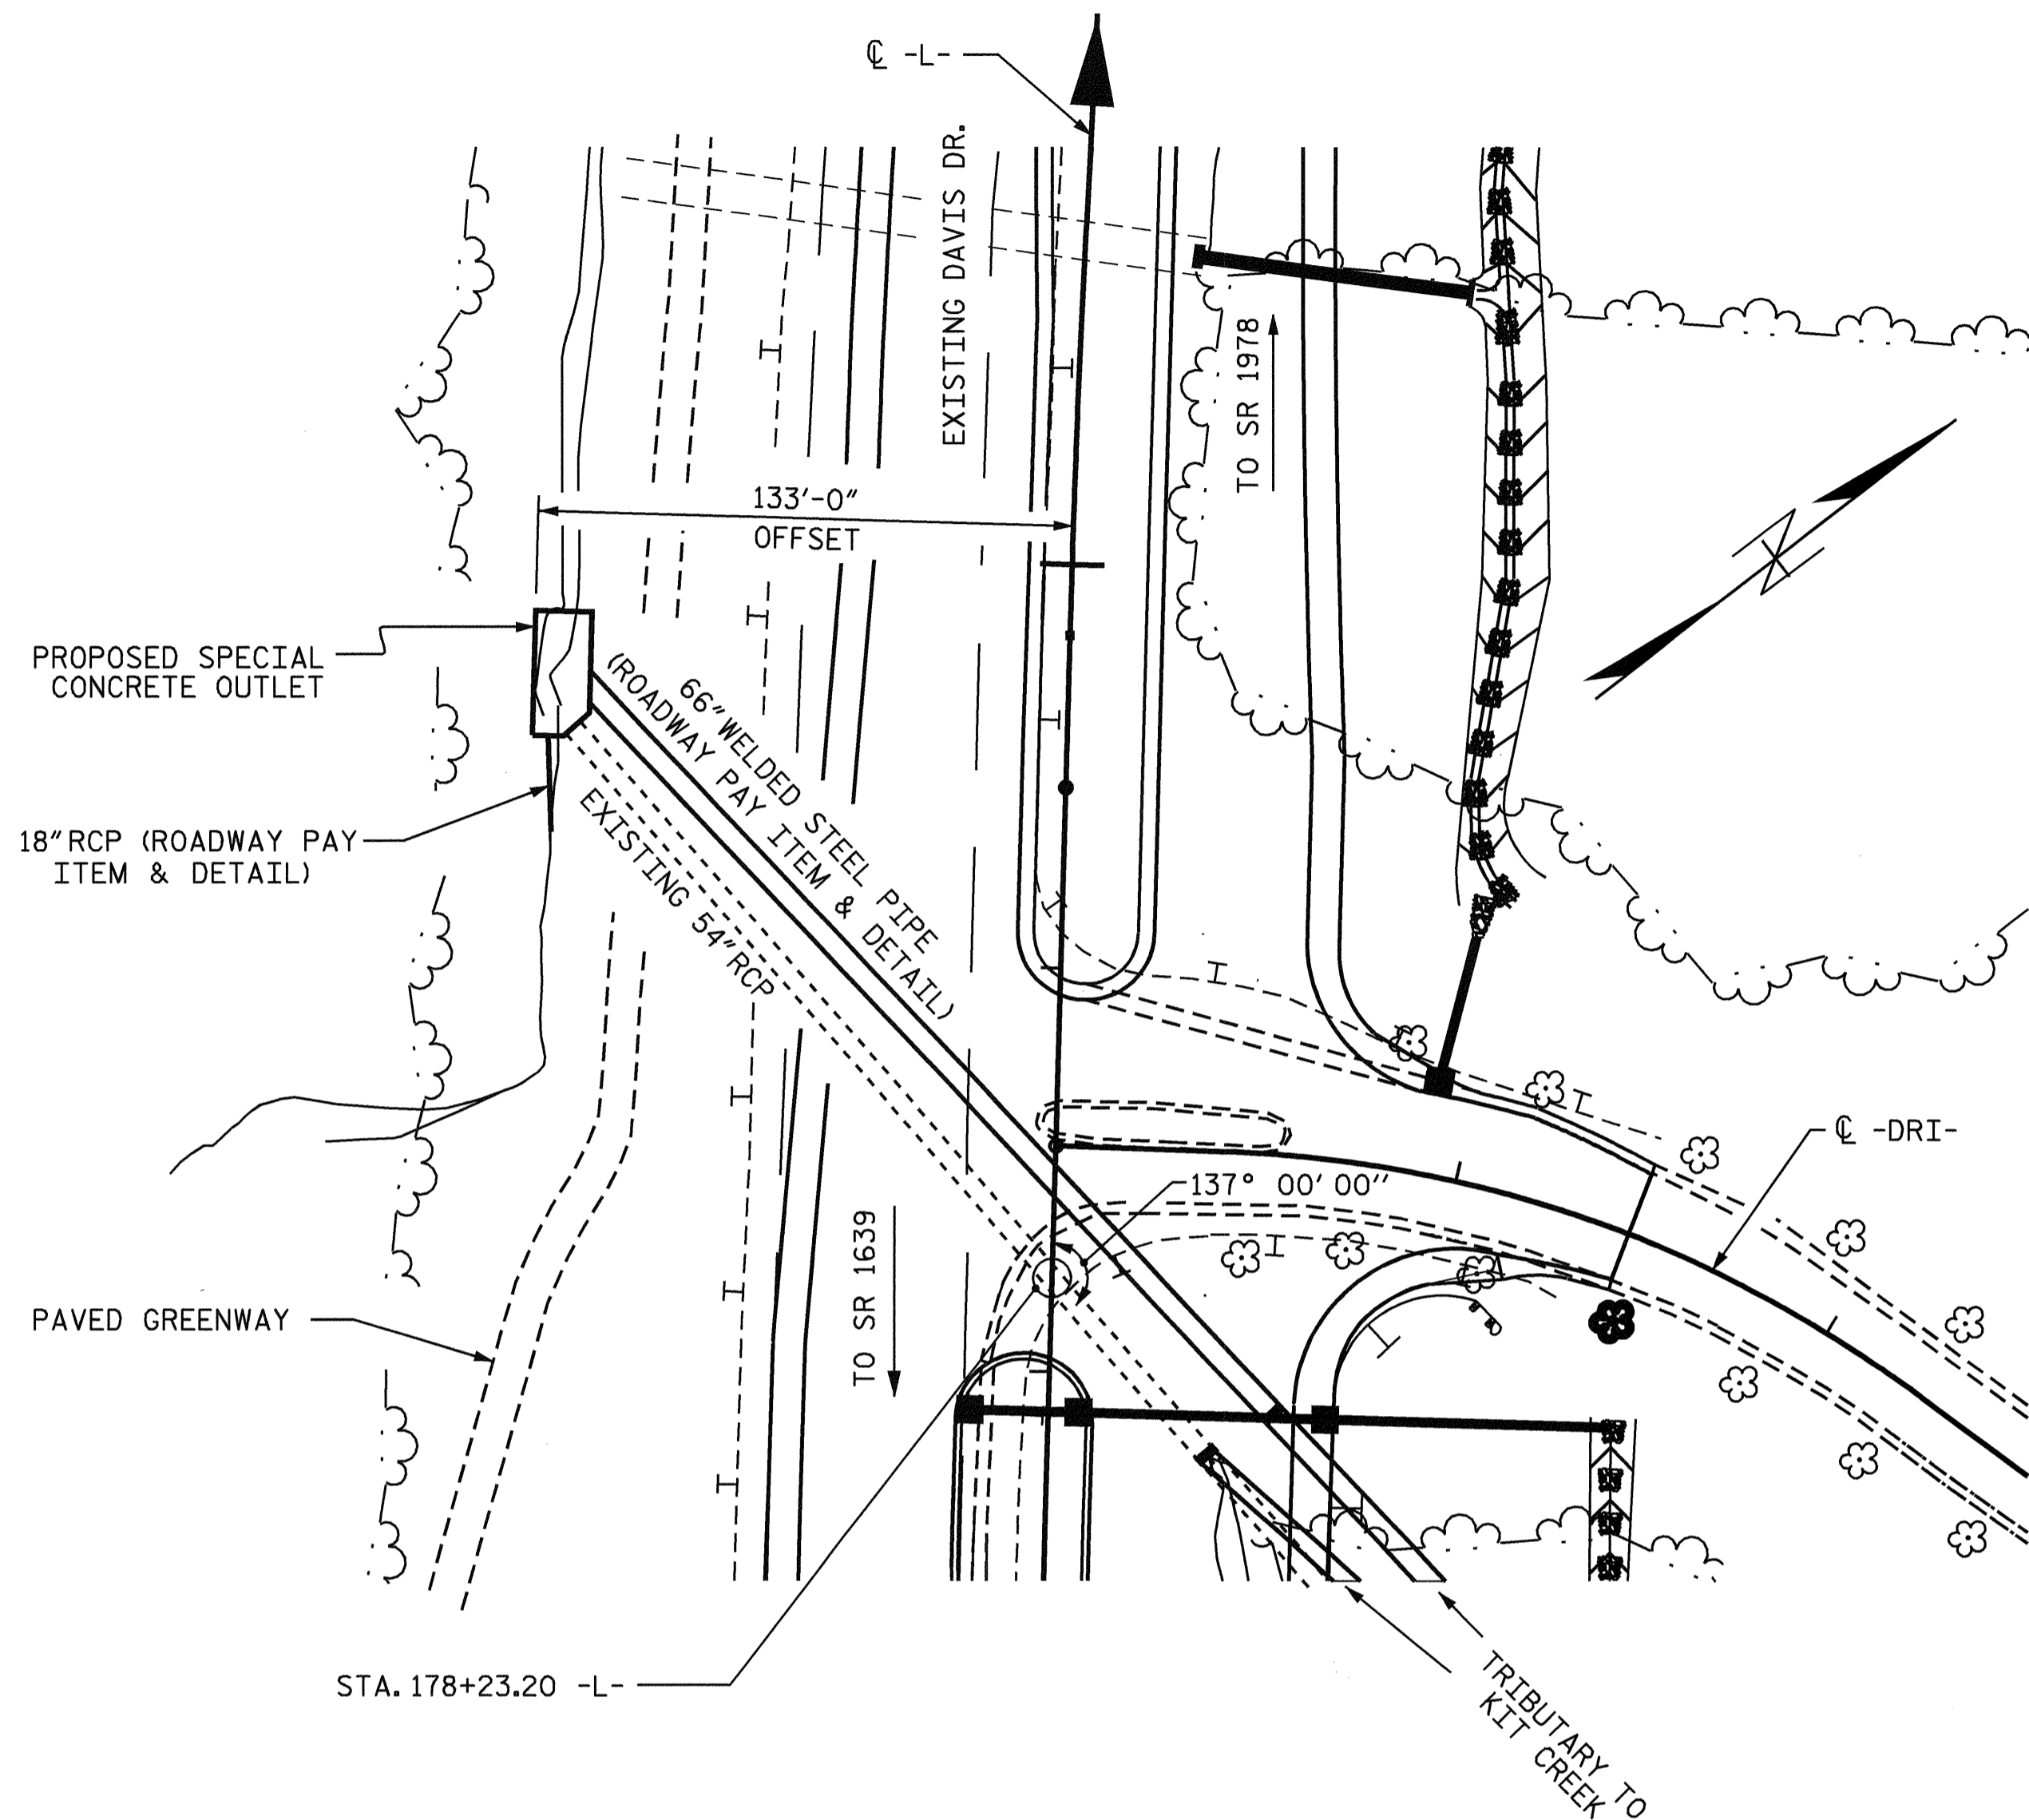 ℄ -L-
EXISTING DAVIS DR.
TO SR 1978
133'-0"
OFFSET
PROPOSED SPECIAL
CONCRETE OUTLET
66" WELDED STEEL PIPE
(ROADWAY PAY ITEM & DETAIL)
EXISTING 54" RCP
18" RCP (ROADWAY PAY
ITEM & DETAIL)
℄ -DRI-
137° 00' 00"
TO SR 1639
PAVED GREENWAY
STA. 178+23.20 -L-
TRIBUTARY TO
KIT CREEK
N